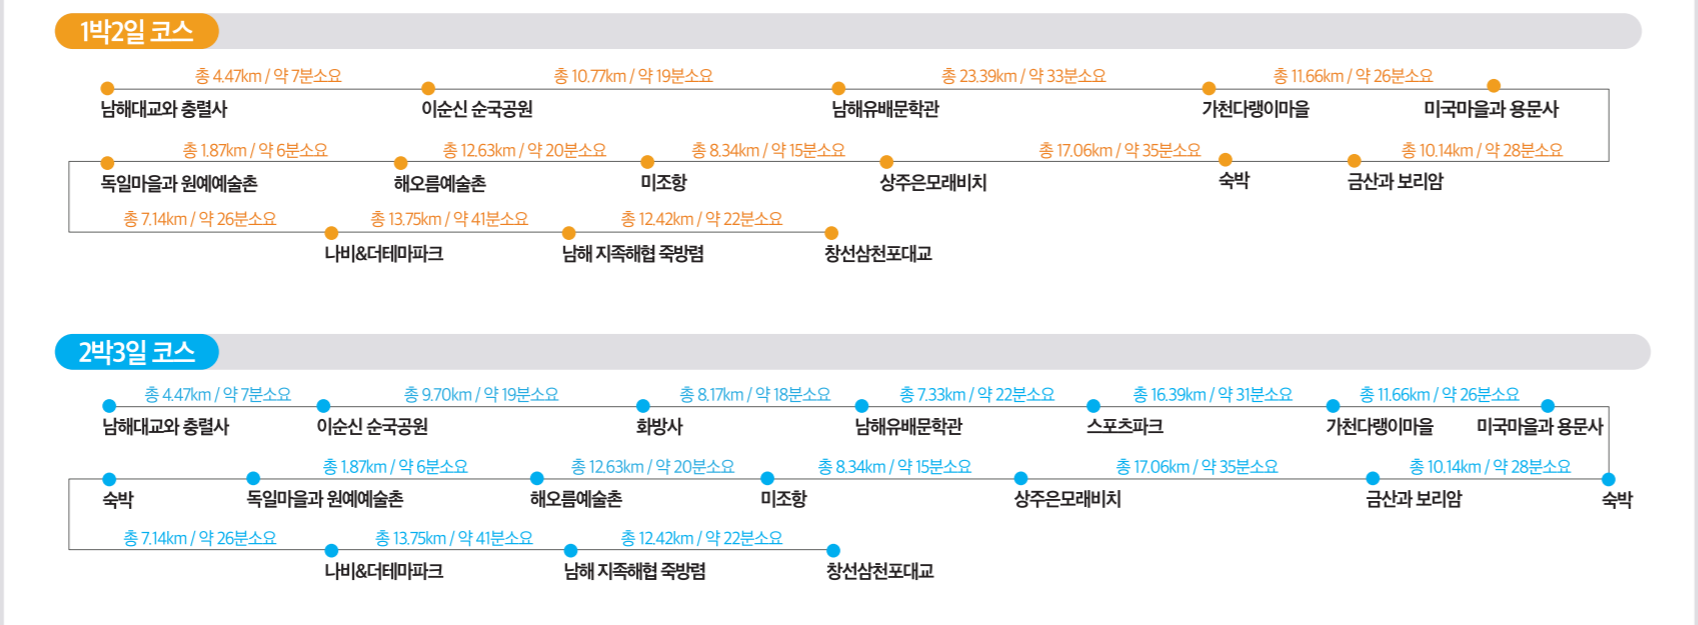 1박2일 코스
총 4.47km / 약 7분소요 총 10.77km / 약 19분소요 총 23.39km / 약 33분소요 총 11.66km / 약 26분소요
남해대교와 충렬사 이순신 순국공원 남해유배문학관 가천다랭이마을 미국마을과 용문사
총 1.87km / 약 6분소요 총 12.63km / 약 20분소요 총 8.34km / 약 15분소요 총 17.06km / 약 35분소요 총 10.14km / 약 28분소요
독일마을과 원예예술촌 해오름예술촌 미조항 상주은모래비치 숙박 금산과 보리암
총 7.14km / 약 26분소요 총 13.75km / 약 41분소요 총 12.42km / 약 22분소요
나비&더테마파크 남해 지족해협 죽방렴 창선삼천포대교
2박3일 코스
총 4.47km / 약 7분소요 총 9.70km / 약 19분소요 총 8.17km / 약 18분소요 총 7.33km / 약 22분소요 총 16.39km / 약 31분소요 총 11.66km / 약 26분소요
남해대교와 충렬사 이순신 순국공원 화방사 남해유배문학관 스포츠파크 가천다랭이마을 미국마을과 용문사
총 1.87km / 약 6분소요 총 12.63km / 약 20분소요 총 8.34km / 약 15분소요 총 17.06km / 약 35분소요 총 10.14km / 약 28분소요
숙박 독일마을과 원예예술촌 해오름예술촌 미조항 상주은모래비치 금산과 보리암 숙박
총 7.14km / 약 26분소요 총 13.75km / 약 41분소요 총 12.42km / 약 22분소요
나비&더테마파크 남해 지족해협 죽방렴 창선삼천포대교